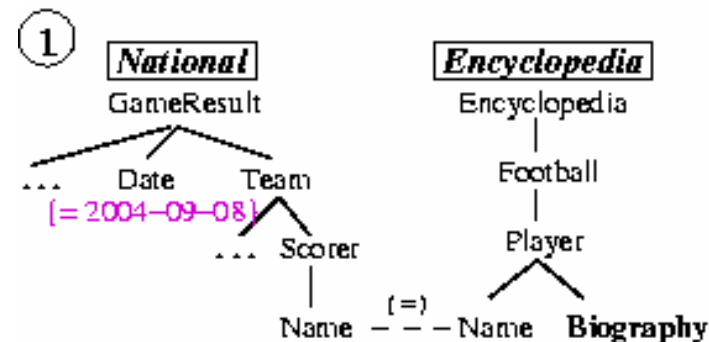 1
National Encyclopedia
GameResult Encyclopedia
... Date Team Football
(= 2004-09-08)
... Scorer Player
(=)
Name Name Biography